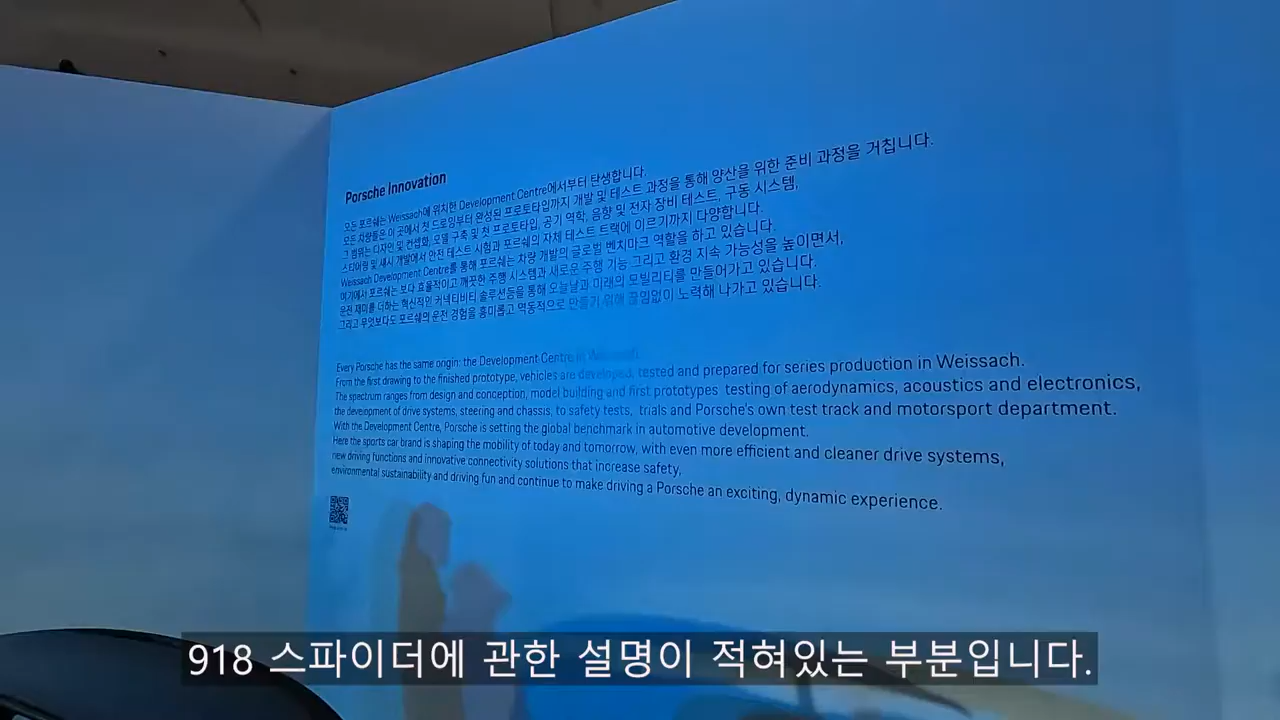 Porsche Innovation
모든 포르쉐는 Weissach에 위치한 Development Centre에서부터 탄생합니다.
모든 차량들은 이 곳에서 첫 드로잉부터 완성된 프로토타입까지 개발 및 테스트 과정을 통해 양산을 위한 준비 과정을 거칩니다.
그 범위는 디자인 및 컨셉화, 모델 구축 및 첫 프로토타입, 공기 역학, 음향 및 전자 장비 테스트, 구동 시스템,
스티어링 및 섀시 개발에서 안전 테스트 시험과 포르쉐의 자체 테스트 트랙에 이르기까지 다양합니다.
Weissach Development Centre를 통해 포르쉐는 차량 개발의 글로벌 벤치마크 역할을 하고 있습니다.
여기에서 포르쉐는 보다 효율적이고 깨끗한 주행 시스템과 새로운 주행 기능 그리고 환경 지속 가능성을 높이면서,
운전 재미를 더하는 혁신적인 커넥티비티 솔루션등을 통해 오늘날과 미래의 모빌리티를 만들어가고 있습니다.
그리고 무엇보다도 포르쉐의 운전 경험을 흥미롭고 역동적으로 만들기 위해 끊임없이 노력해 나가고 있습니다.
Every Porsche has the same origin: the Development Centre in Weissach.
From the first drawing to the finished prototype, vehicles are developed, tested and prepared for series production in Weissach.
The spectrum ranges from design and conception, model building and first prototypes testing of aerodynamics, acoustics and electronics,
the development of drive systems, steering and chassis, to safety tests, trials and Porsche's own test track and motorsport department.
With the Development Centre, Porsche is setting the global benchmark in automotive development.
Here the sports car brand is shaping the mobility of today and tomorrow, with even more efficient and cleaner drive systems,
new driving functions and innovative connectivity solutions that increase safety,
environmental sustainability and driving fun and continue to make driving a Porsche an exciting, dynamic experience.
918 스파이더에 관한 설명이 적혀있는 부분입니다.